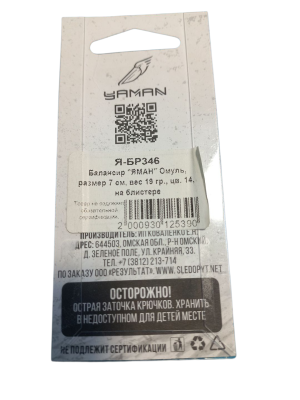 YAMAN
Я-БР346
Балансир "ЯМАН" Омуль,
размер 7 см, вес 18 гр., цв. 14,
на блистере
2 000930 125390
ПРОИЗВОДИТЕЛЬ: ИП КОВАЛЕНКО Е.Ю.
АДРЕС: 644503, ОМСКАЯ ОБЛ., Р-Н ОМСКИЙ,
Д. ЗЕЛЕНОЕ ПОЛЕ, УЛ. КРАЙНЯЯ, 33.
ТЕЛ. +7 (3812) 213-714
ПО ЗАКАЗУ ООО «РЕЗУЛЬТАТ». WWW.SLEDOPYT.NET
ОСТОРОЖНО!
ОСТРАЯ ЗАТОЧКА КРЮЧКОВ. ХРАНИТЬ
В НЕДОСТУПНОМ ДЛЯ ДЕТЕЙ МЕСТЕ
НЕ ПОДЛЕЖИТ СЕРТИФИКАЦИИ